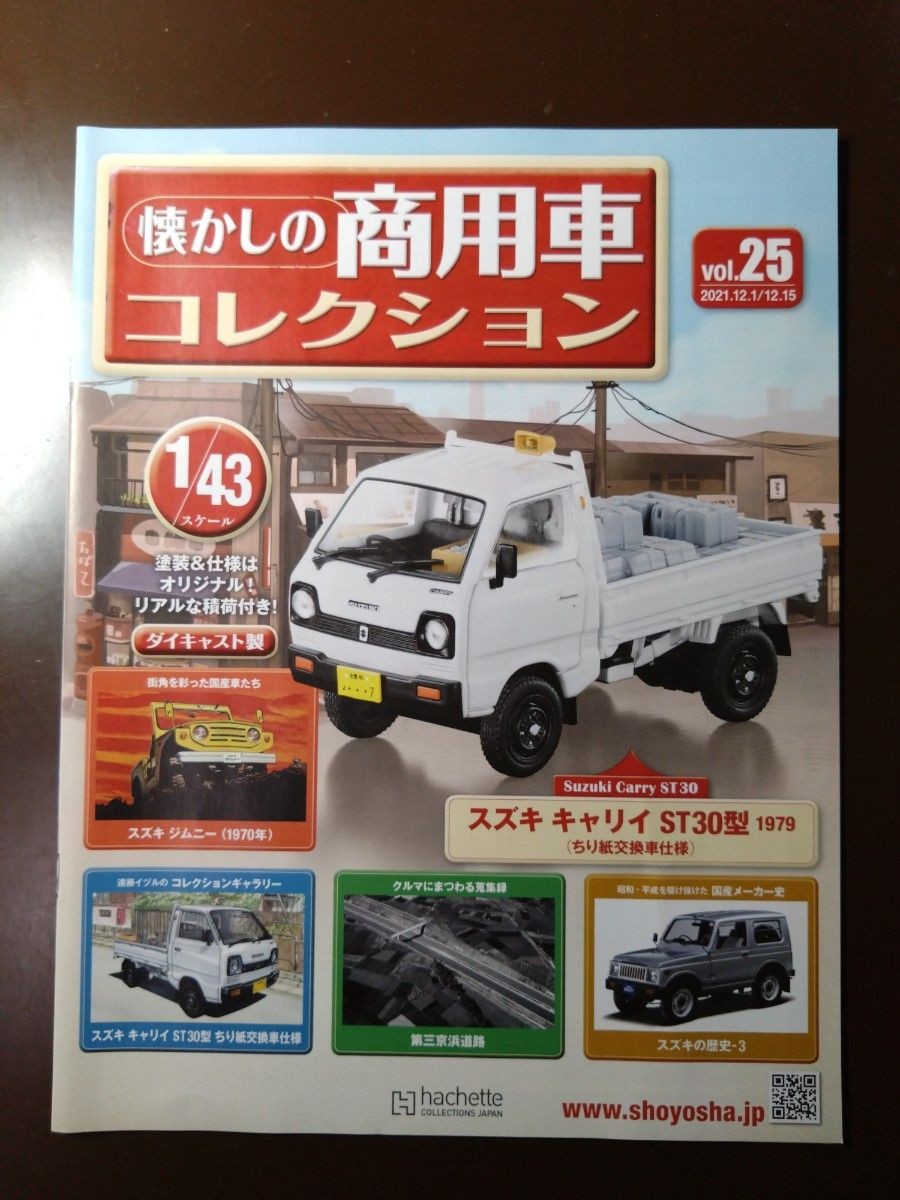 懐かしの 商用車
コレクション
vol.25
2021.12.1/12.15
1/43
スケール
塗装&仕様は
オリジナル!
リアルな積荷付き!
ダイキャスト製
SUZUKI
CARRY
街角を彩った国産車たち
スズキ ジムニー(1970年)
Suzuki Carry ST30
スズキ キャリイ ST30型 1979
(ちり紙交換車仕様)
遠藤イヅルの コレクションギャラリー
スズキ キャリイ ST30型 ちり紙交換車仕様
クルマにまつわる蒐集録
第三京浜道路
昭和・平成を駆け抜けた 国産メーカー史
スズキの歴史-3
hachette
COLLECTIONS JAPAN
www.shoyosha.jp